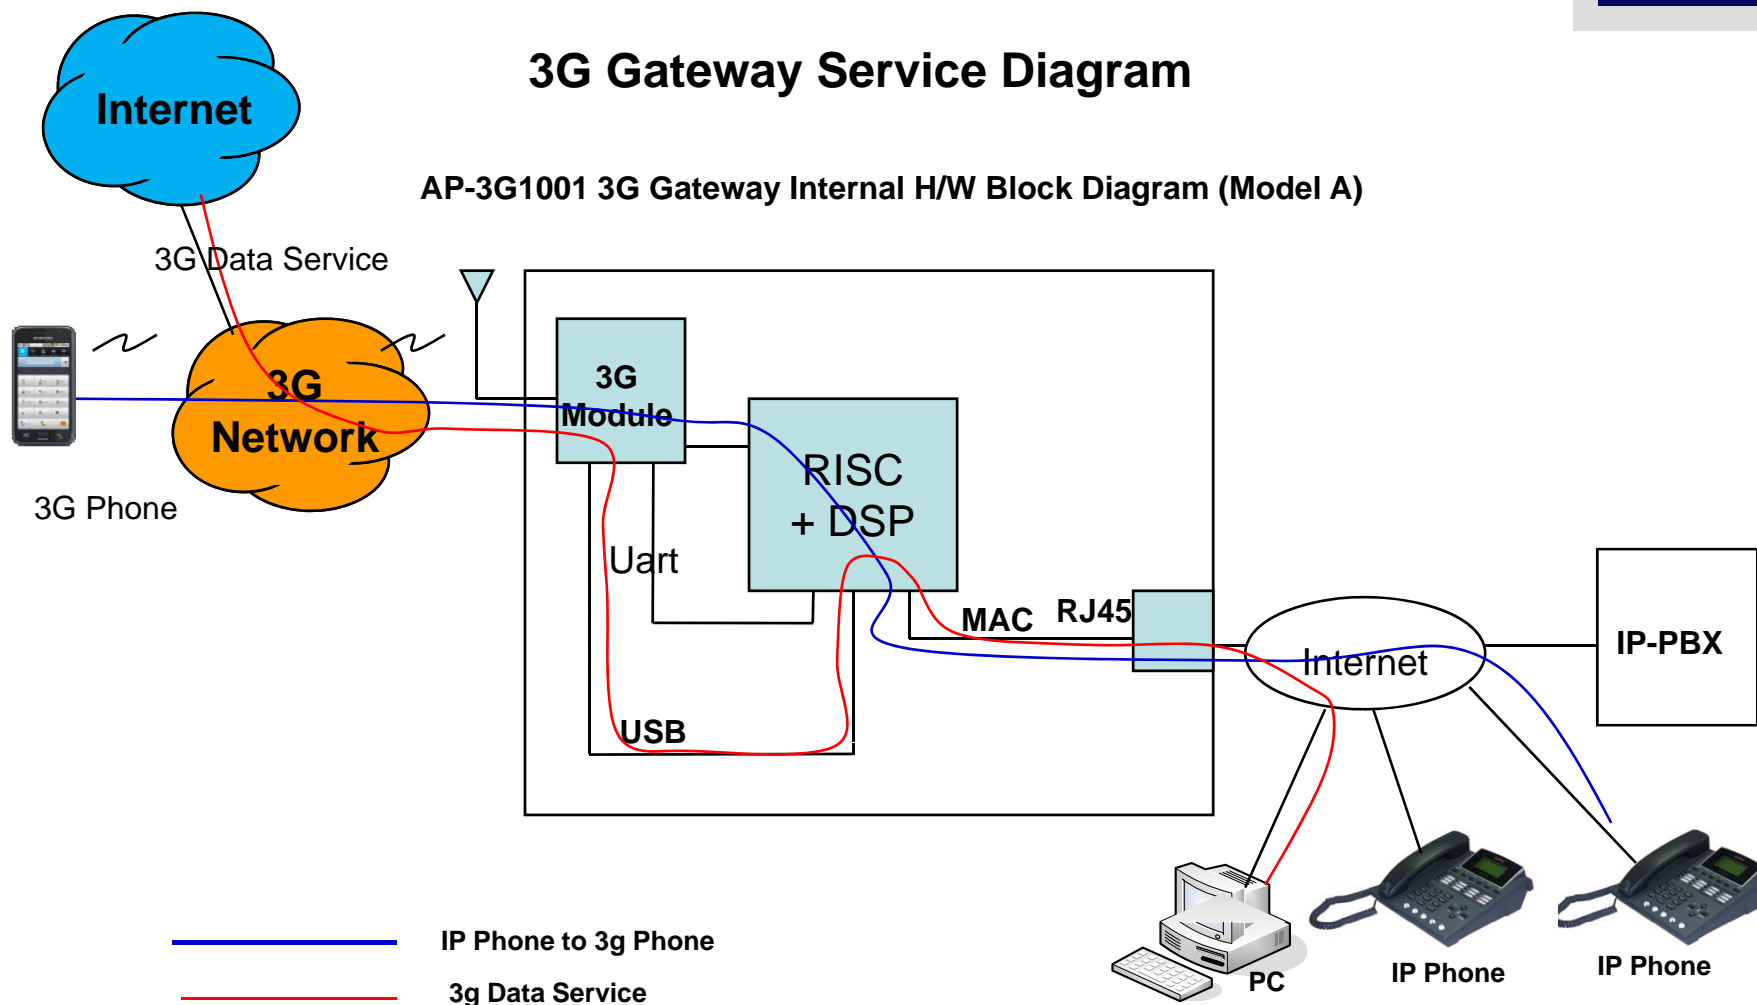 3G Gateway Service Diagram
Internet
AP-3G1001 3G Gateway Internal H/W Block Diagram (Model A)
3G Data Service
3G
Network
3G Phone
3G
Module
RISC
+ DSP
Uart
USB
MAC
RJ45
Internet
IP-PBX
PC
IP Phone
IP Phone
IP Phone to 3g Phone
3g Data Service